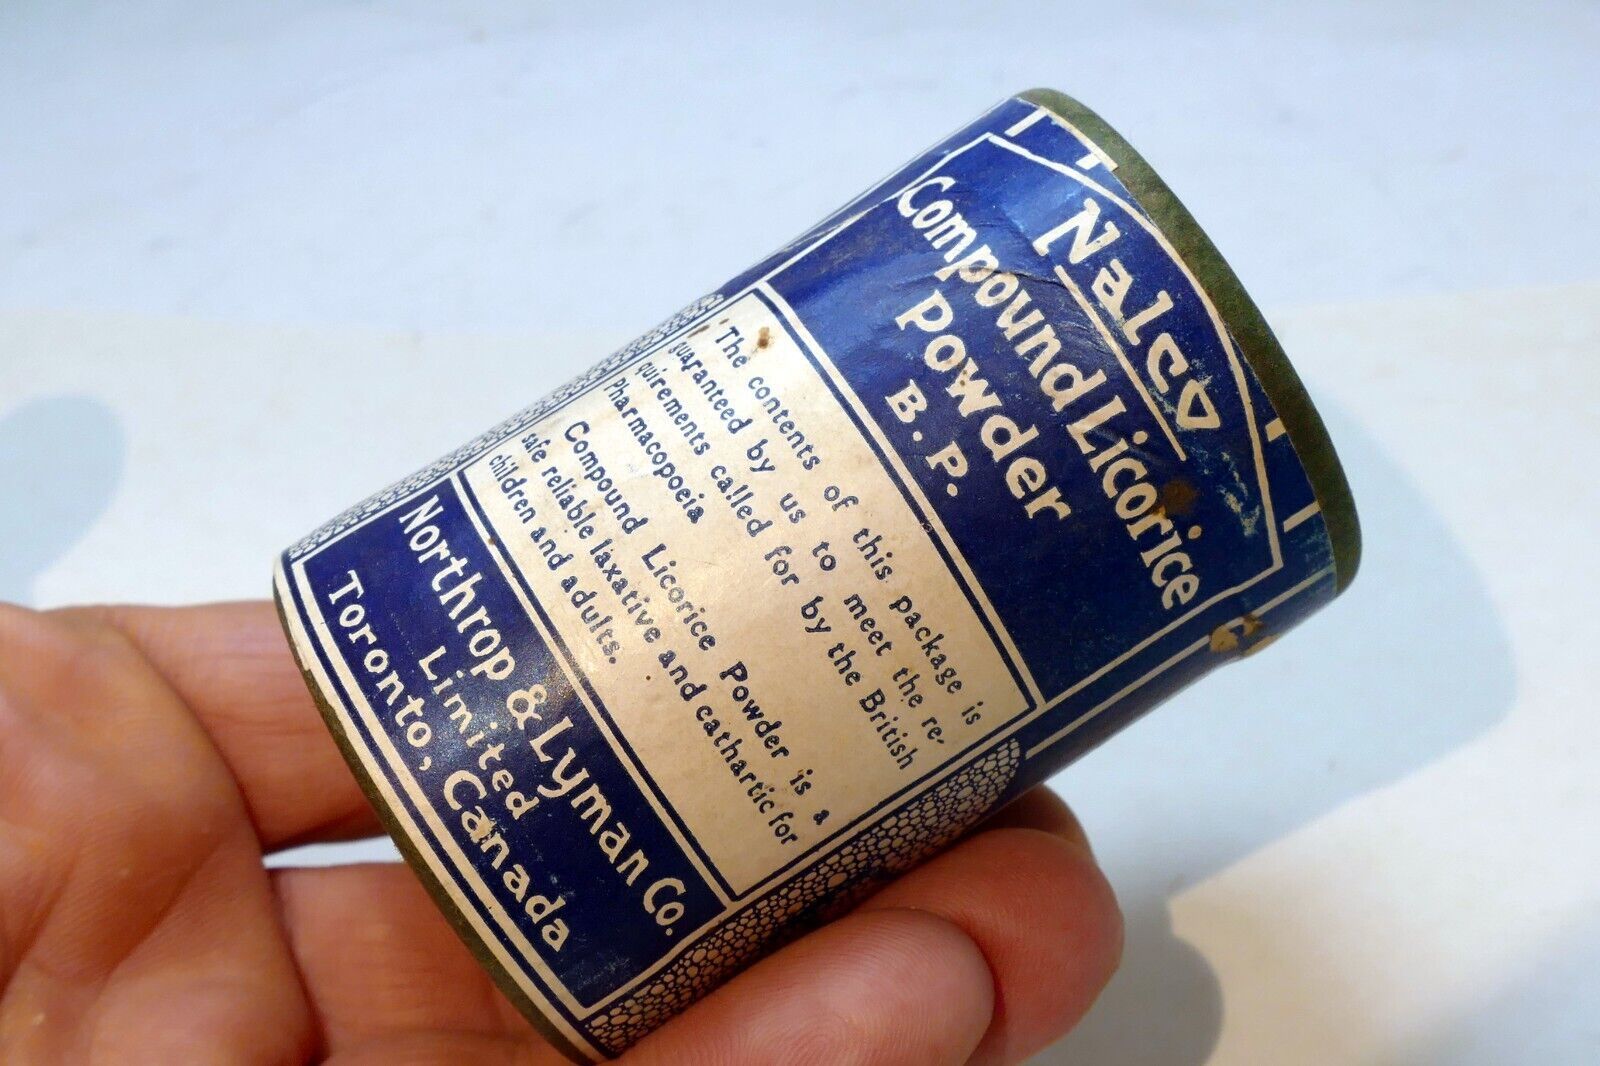 Nalco
Compound Licorice
Powder
B. P.
The contents of this package is
guaranteed by us to meet the re-
quirements called for by the British
Pharmacopoeia
Compound Licorice Powder is a
safe reliable laxative and cathartic for
children and adults.
Northrop & Lyman Co.
Limited
Toronto, Canada